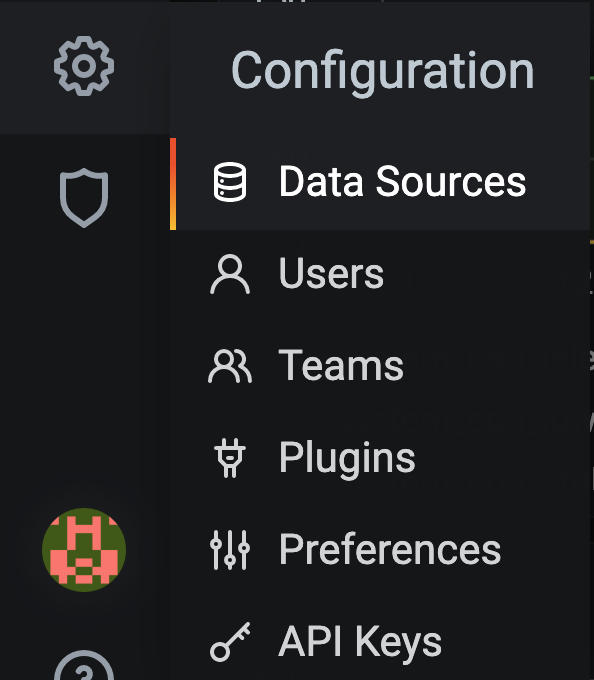 Configuration
Data Sources
Users
Teams
Plugins
Preferences
API Keys
?